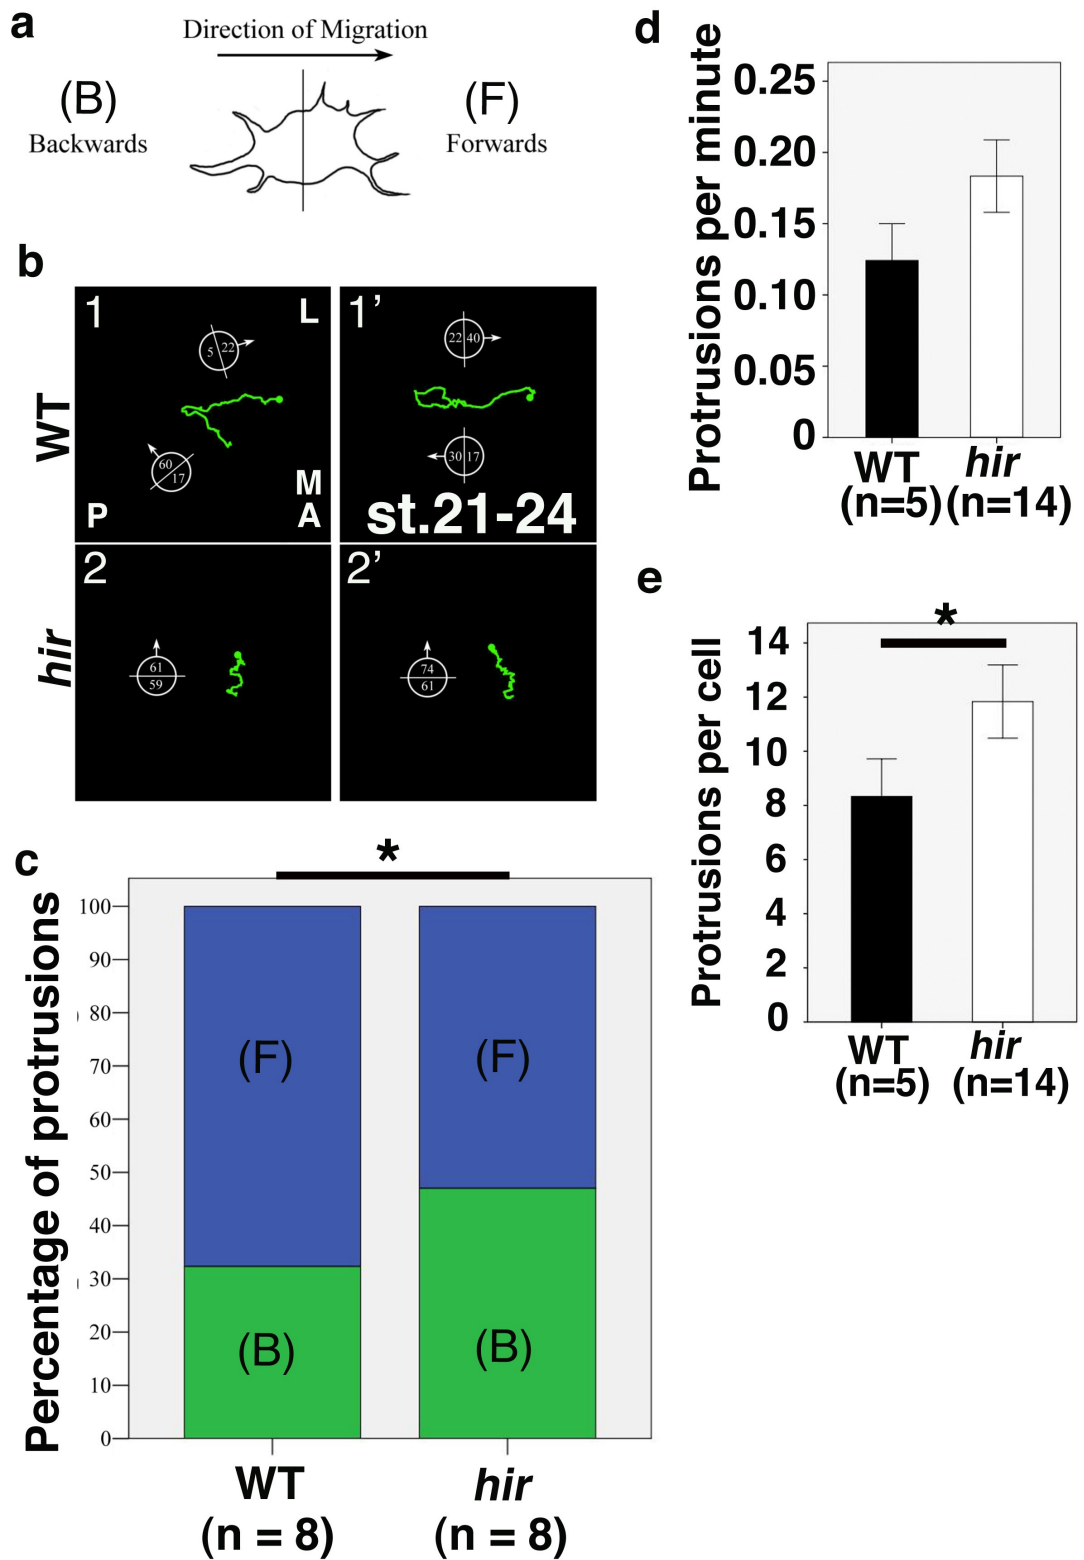 a
Direction of Migration
(B)
(F)
Backwards
Forwards
b
WT
1
L
5 22
60
17
P
M
A
1’
22 40
30 17
st.21-24
hir
2
61
59
2’
74
61
c
*
Percentage of protrusions
100
90
80
70
60
50
40
30
20
10
0
(F)
(F)
(B)
(B)
WT
hir
(n = 8)
(n = 8)
d
Protrusions per minute
0.25
0.20
0.15
0.10
0.05
0
WT
hir
(n=5)
(n=14)
e
*
Protrusions per cell
14
12
10
8
6
4
2
0
WT
hir
(n=5)
(n=14)